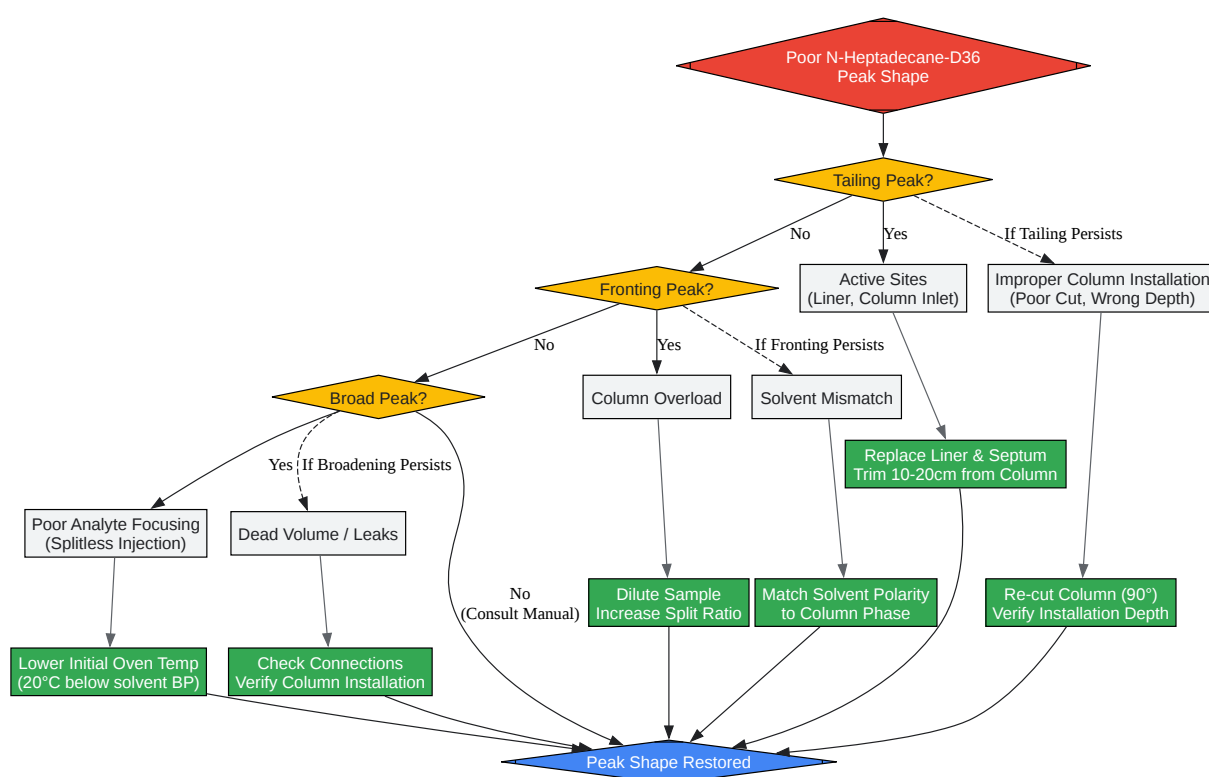 Poor N-Heptadecane-D36
Peak Shape
Tailing Peak?
No
Yes
If Tailing Persists
Fronting Peak?
Active Sites
(Liner, Column Inlet)
Improper Column Installation
(Poor Cut, Wrong Depth)
No
Yes
If Fronting Persists
Broad Peak?
Column Overload
Solvent Mismatch
Yes
If Broadening Persists
Replace Liner & Septum
Trim 10-20cm from Column
Poor Analyte Focusing
(Splitless Injection)
Dead Volume / Leaks
No
(Consult Manual)
Dilute Sample
Increase Split Ratio
Match Solvent Polarity
to Column Phase
Re-cut Column (90°)
Verify Installation Depth
Lower Initial Oven Temp
(20°C below solvent BP)
Check Connections
Verify Column Installation
Peak Shape Restored